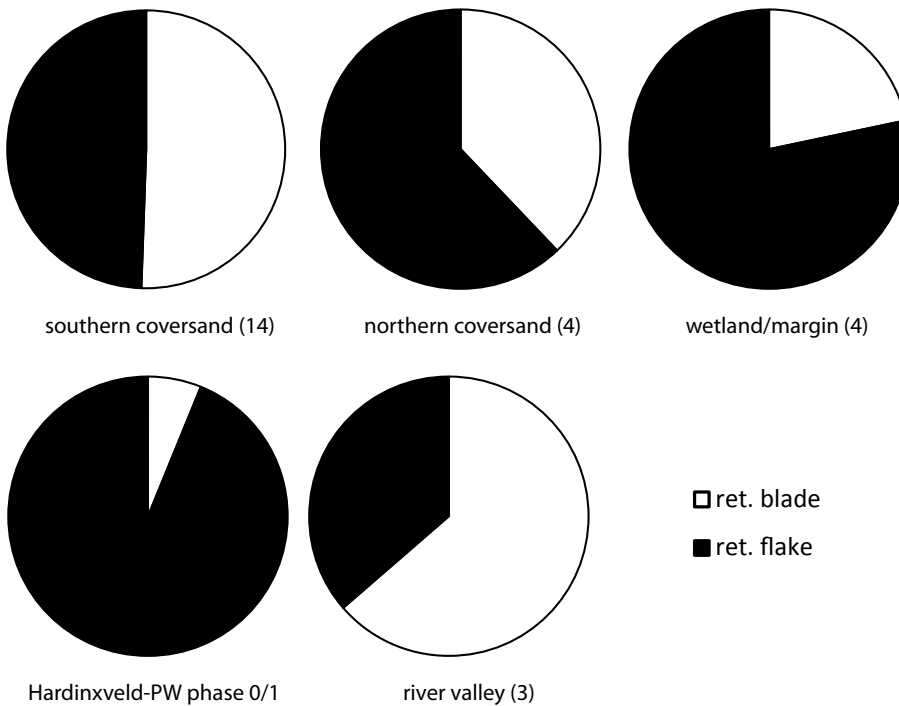 southern coversand (14)
northern coversand (4)
wetland/margin (4)
Hardinxveld-PW phase 0/1
river valley (3)
ret. blade
ret. flake